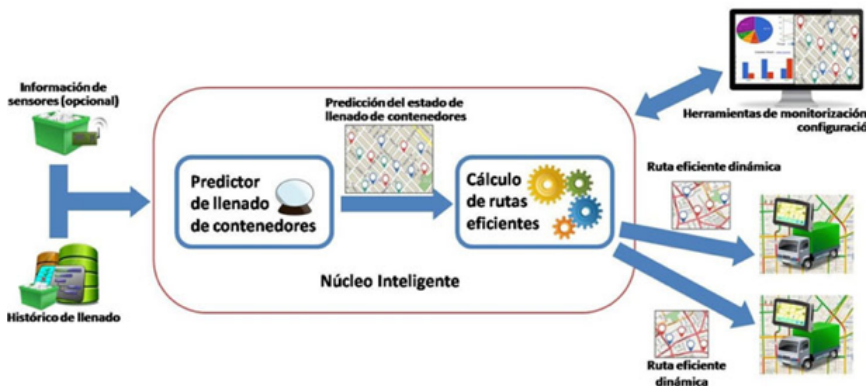 Información de
sensores (opcional)
Histórico de llenado
Predictor
de llenado
de contenedores
Predicción del estado de
llenado de contenedores
Cálculo
de rutas
eficientes
Núcleo Inteligente
Herramientas de monitorización
configuració
Ruta eficiente dinámica
Ruta eficiente
dinámica